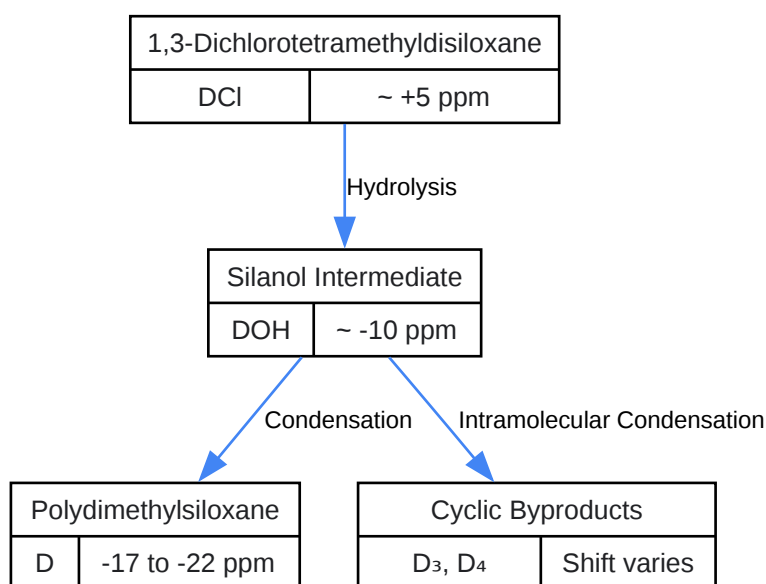 1,3-Dichlorotetramethyldisiloxane
DCl ~ +5 ppm
Hydrolysis
Silanol Intermediate
DOH ~ -10 ppm
Condensation Intramolecular Condensation
Polydimethylsiloxane Cyclic Byproducts
D -17 to -22 ppm D₃, D₄ Shift varies